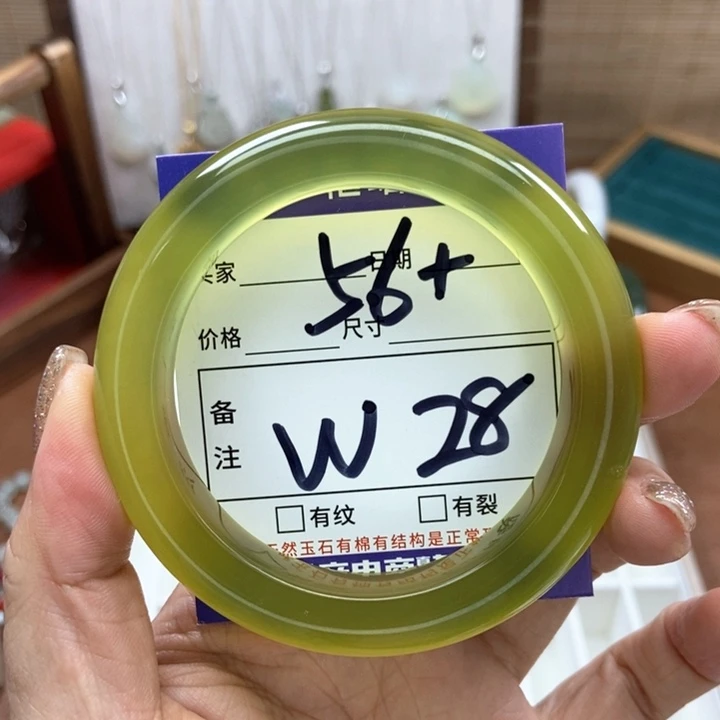 买家 日期
56+
价格 尺寸
备注
W 28
有纹 有裂
天然玉石有棉有结构是正常